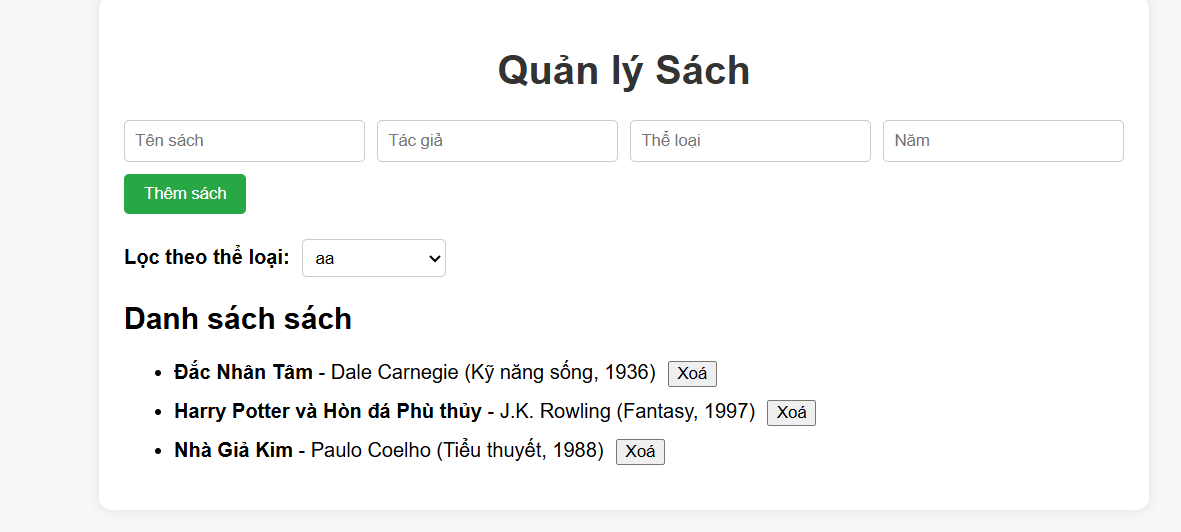 Quản lý Sách
Tên sách Tác giả Thể loại Năm
Thêm sách
Lọc theo thể loại: aa
Danh sách sách
• Đắc Nhân Tâm - Dale Carnegie (Kỹ năng sống, 1936) Xoá
• Harry Potter và Hòn đá Phù thủy - J.K. Rowling (Fantasy, 1997) Xoá
• Nhà Giả Kim - Paulo Coelho (Tiểu thuyết, 1988) Xoá